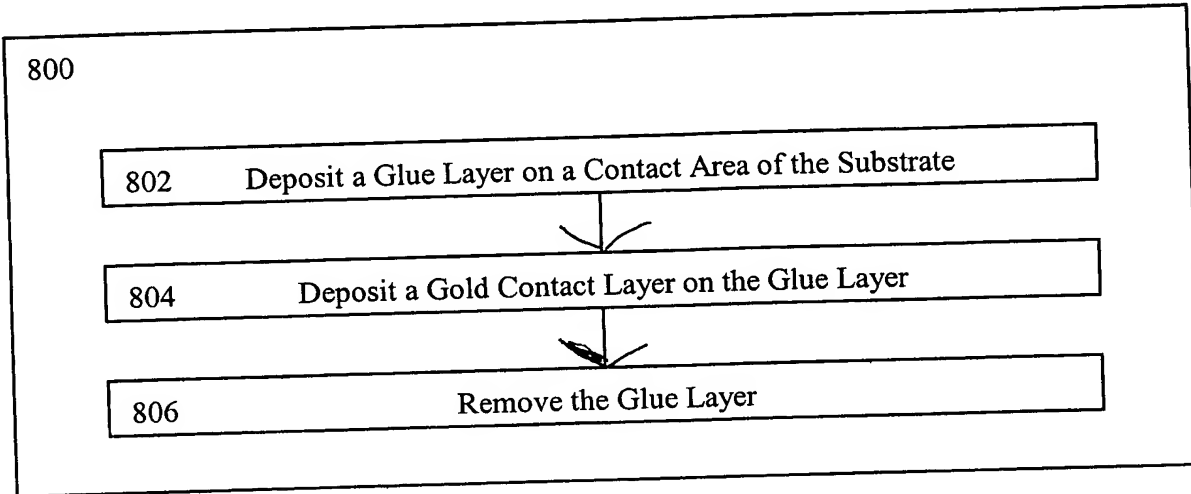 800
802 Deposit a Glue Layer on a Contact Area of the Substrate
804 Deposit a Gold Contact Layer on the Glue Layer
806 Remove the Glue Layer